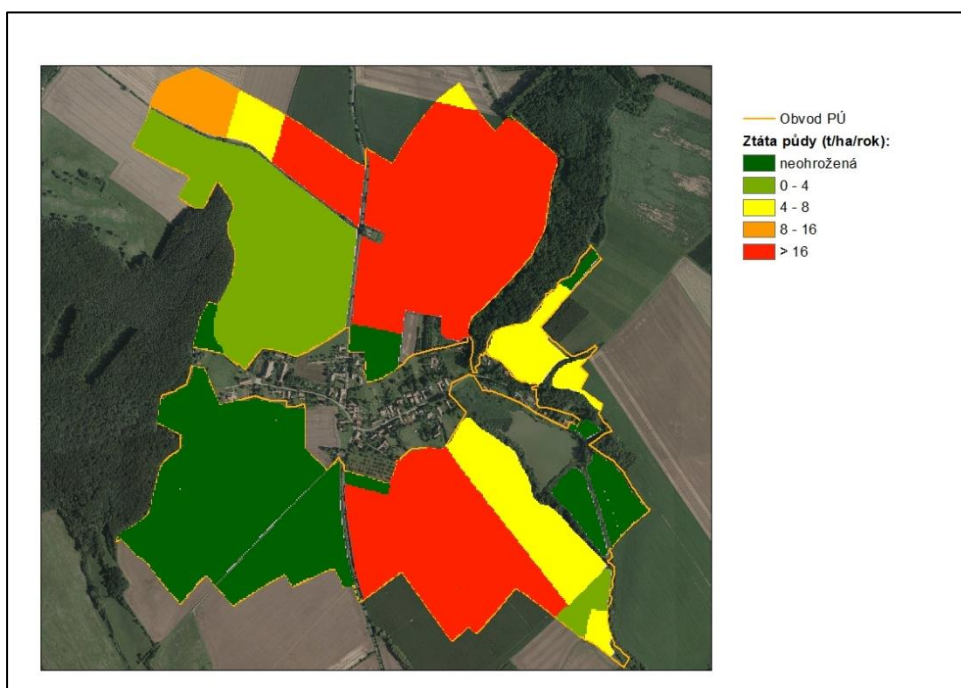 Obvod PÚ
Ztáta půdy (t/ha/rok):
neohrožená
0 - 4
4 - 8
8 - 16
> 16